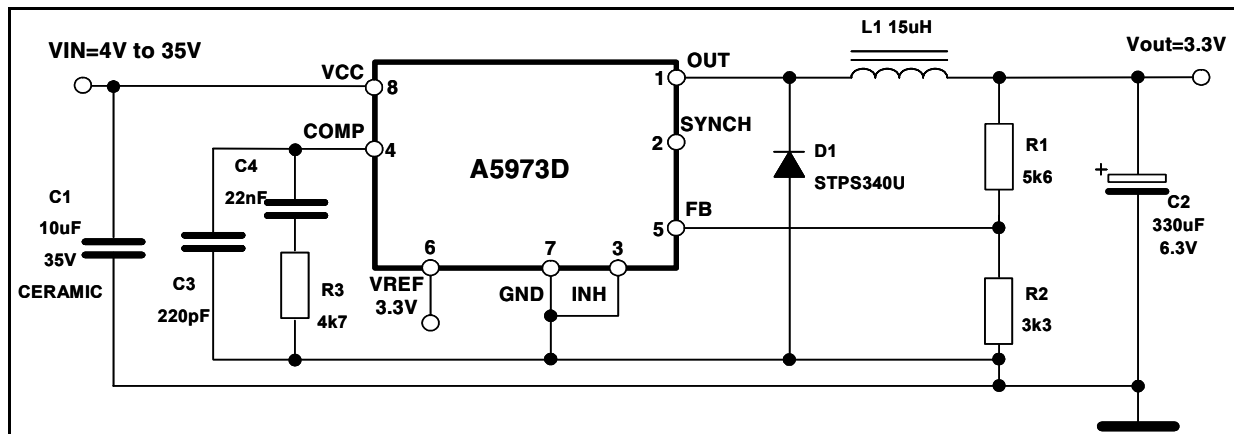 L1 15uH
VIN=4V to 35V
Vout=3.3V
VCC
8
OUT
1
COMP
4
SYNCH
2
A5973D
C4
22nF
D1
STPS340U
R1
5k6
C1
10uF
35V
CERAMIC
FB
5
+
C2
330uF
6.3V
C3
220pF
R3
4k7
6
7
3
VREF
3.3V
GND
INH
R2
3k3